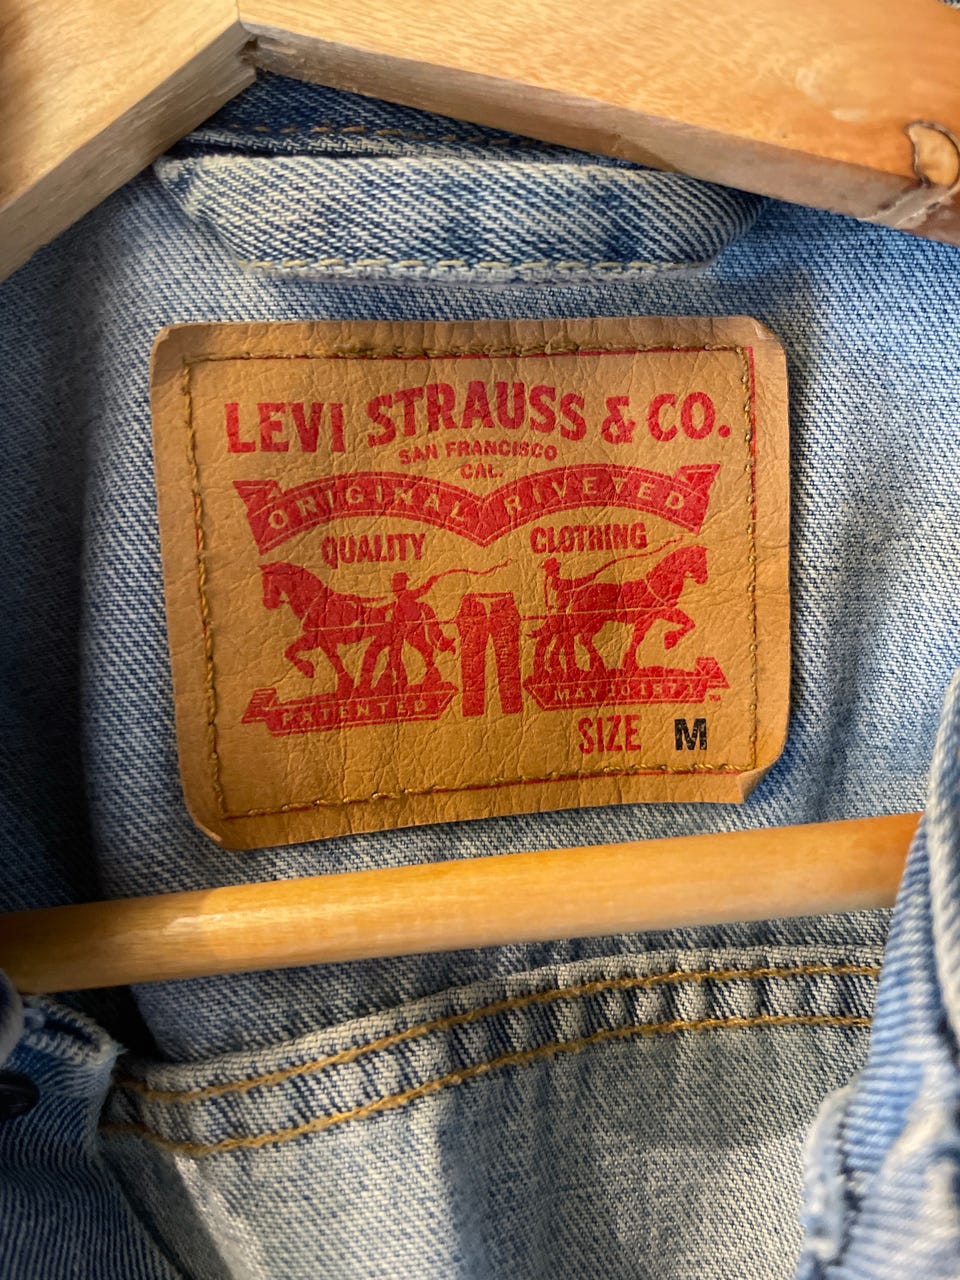 LEVI STRAUSS & CO.
SAN FRANCISCO
CAL.
ORIGINAL RIVETED
QUALITY CLOTHING
PATENTED MAY 20 1873
SIZE M